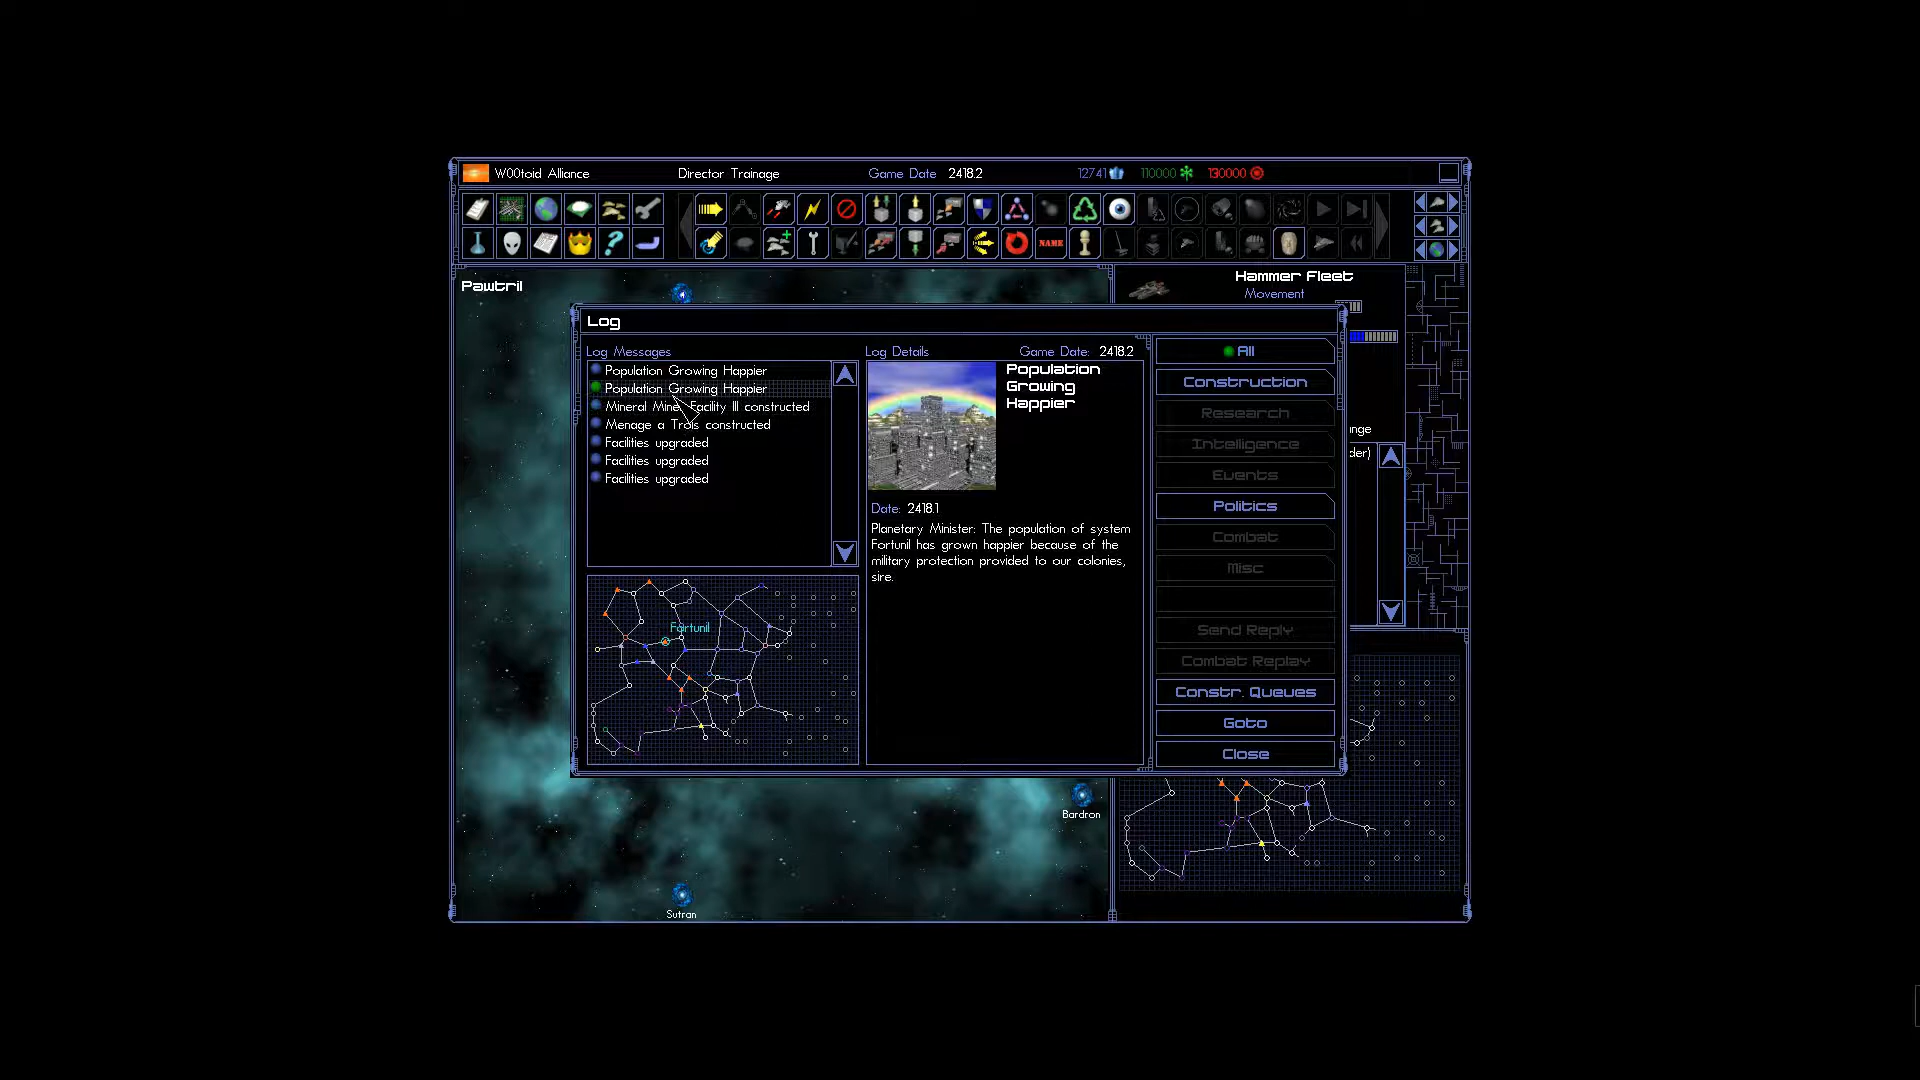 W00toid Alliance
Director Trainage
Game Date 2418.2
12741
110000
130000
NAME
Pawtril
Hammer Fleet
Movement
Log
Log Messages
Population Growing Happier
Population Growing Happier
Mineral Miner Facility III constructed
Menage a Trois constructed
Facilities upgraded
Facilities upgraded
Facilities upgraded
Fortunil
Log Details
Game Date: 2418.2
Population
Growing
Happier
Date: 2418.1
Planetary Minister: The population of system
Fortunil has grown happier because of the
military protection provided to our colonies,
sire.
All
Construction
Research
Intelligence
Events
Politics
Combat
Misc
Send Reply
Combat Replay
Constr. Queues
Goto
Close
nge
der)
Bardron
Sutran